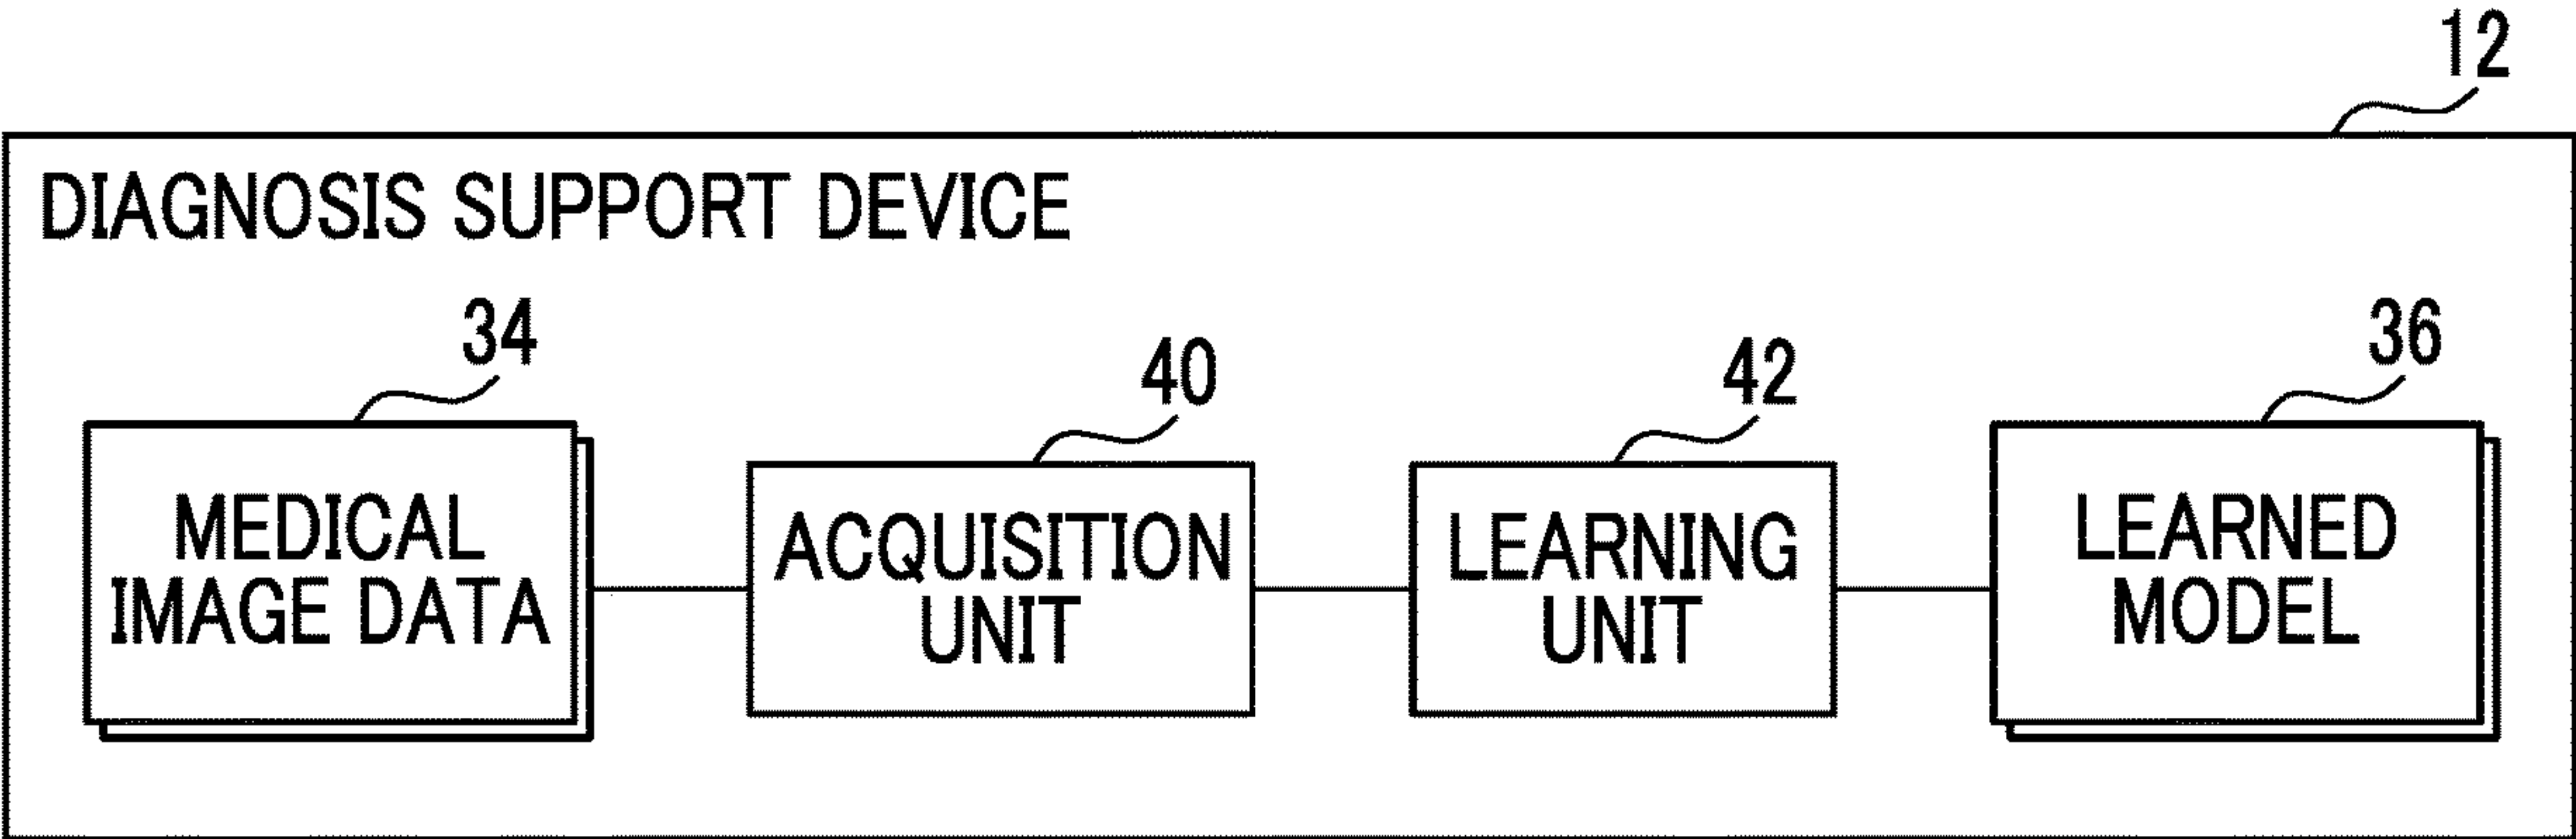 12
DIAGNOSIS SUPPORT DEVICE
34
40
42
36
MEDICAL
IMAGE DATA
ACQUISITION
UNIT
LEARNING
UNIT
LEARNED
MODEL